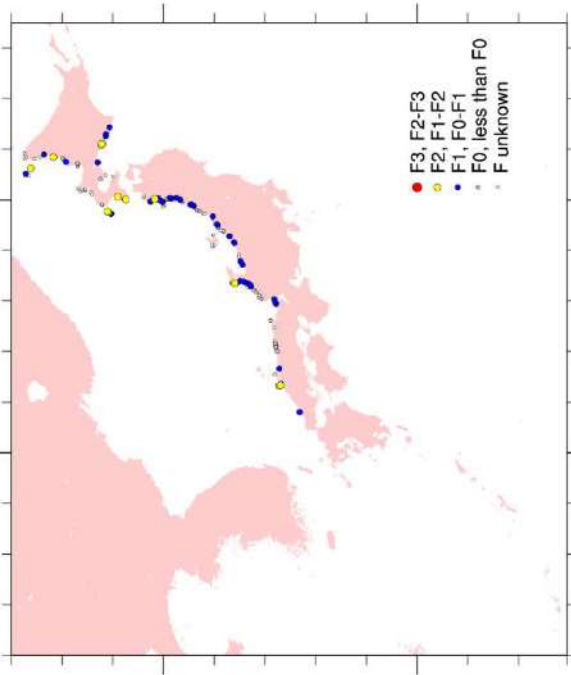 F3, F2-F3
F2, F1-F2
F1, F0-F1
F0, less than F0
F unknown